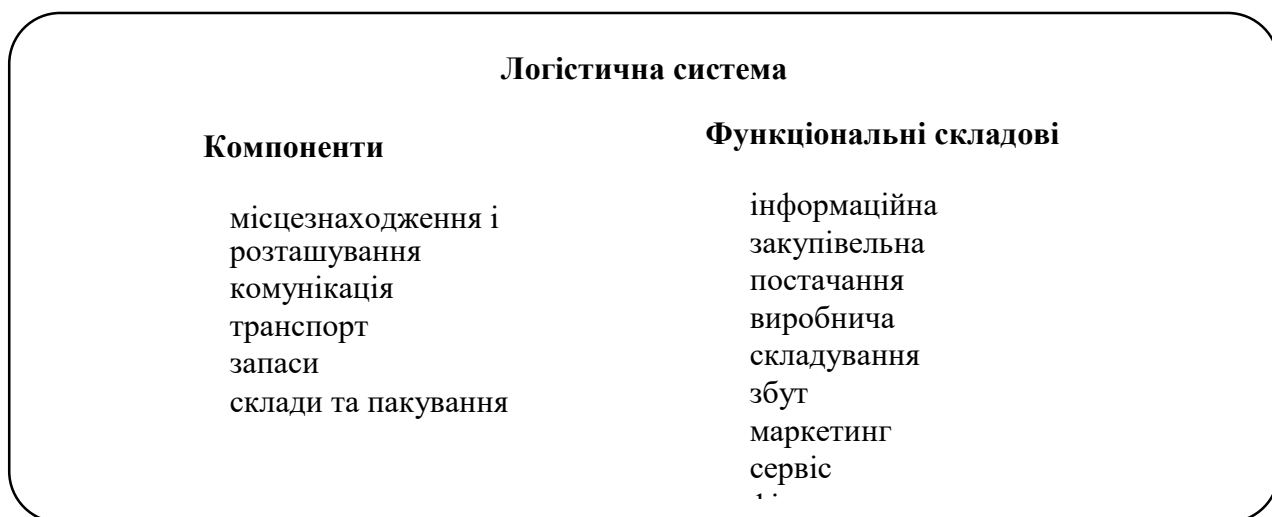 Логістична система
Компоненти
місцезнаходження і
розташування
комунікація
транспорт
запаси
склади та пакування
Функціональні складові
інформаційна
закупівельна
постачання
виробнича
складування
збут
маркетинг
сервіс